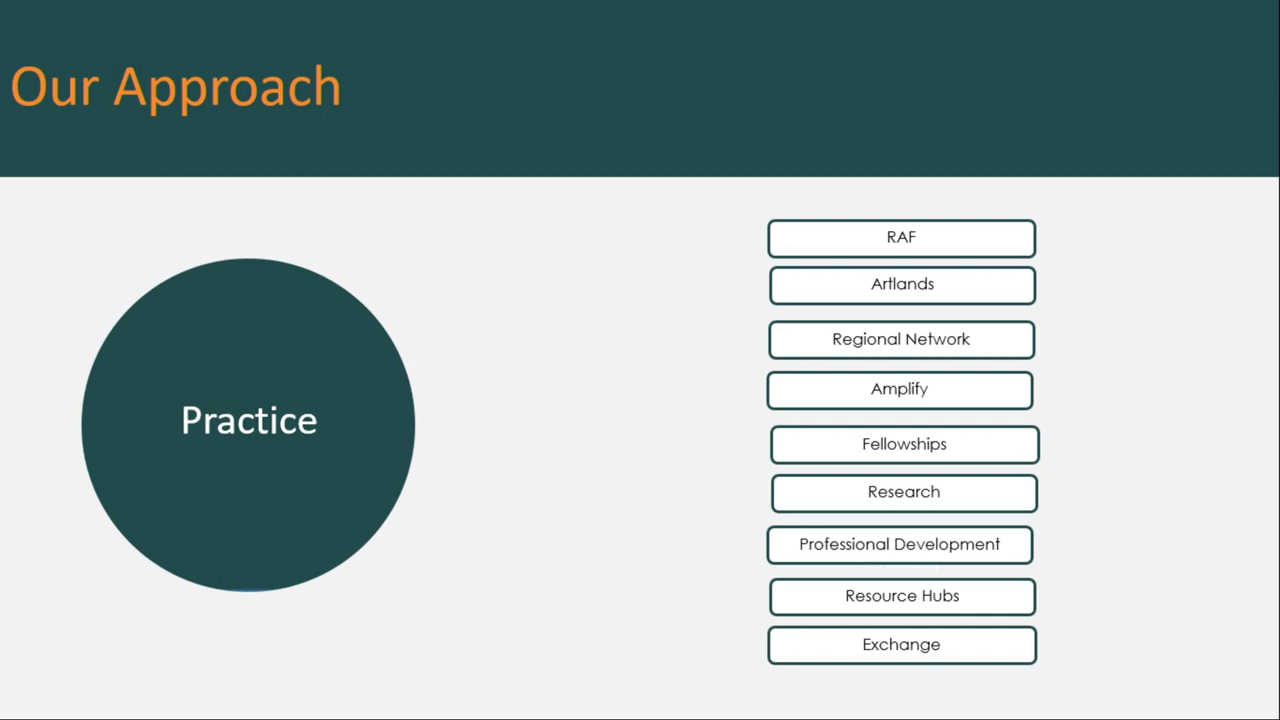 Our Approach
Practice
RAF
Artlands
Regional Network
Amplify
Fellowships
Research
Professional Development
Resource Hubs
Exchange